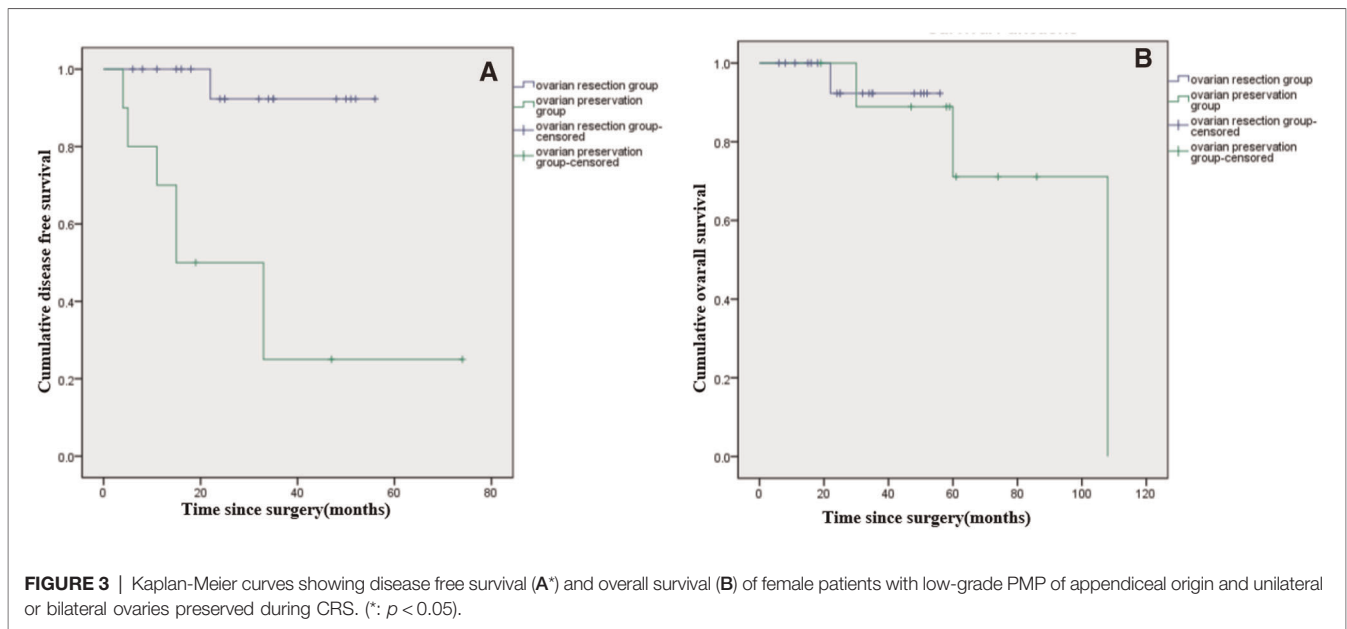 A
1.0
0.8
0.6
0.4
0.2
0.0
0 20 40 60 80
Cumulative disease free survival
Time since surgery(months)
ovarian resection group
ovarian preservation
group
ovarian resection group-
censored
ovarian preservation
group-censored
B
1.0
0.8
0.6
0.4
0.2
0.0
0 20 40 60 80 100 120
Cumulative ovarall survival
Time since surgery(months)
ovarian resection group
ovarian preservation
group
ovarian resection group-
censored
ovarian preservation
group-censored
FIGURE 3 | Kaplan-Meier curves showing disease free survival (A*) and overall survival (B) of female patients with low-grade PMP of appendiceal origin and unilateral
or bilateral ovaries preserved during CRS. (*: p < 0.05).